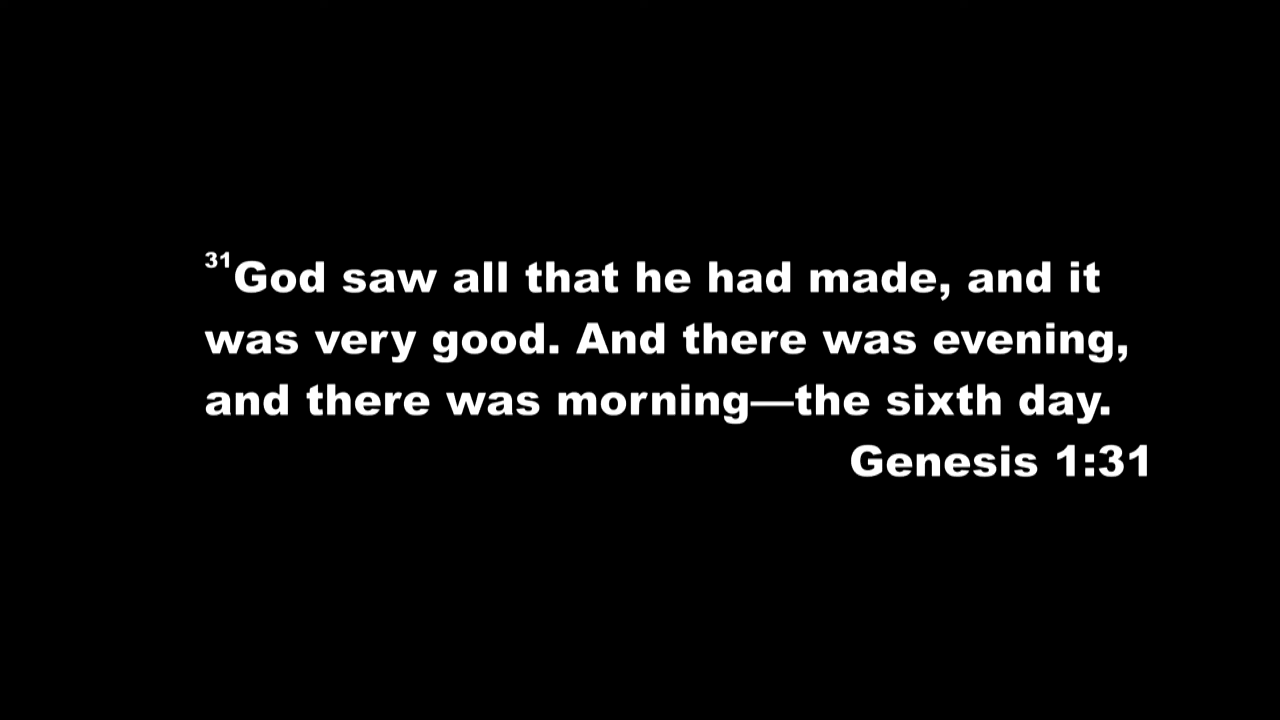 ³¹God saw all that he had made, and it
was very good. And there was evening,
and there was morning—the sixth day.
Genesis 1:31